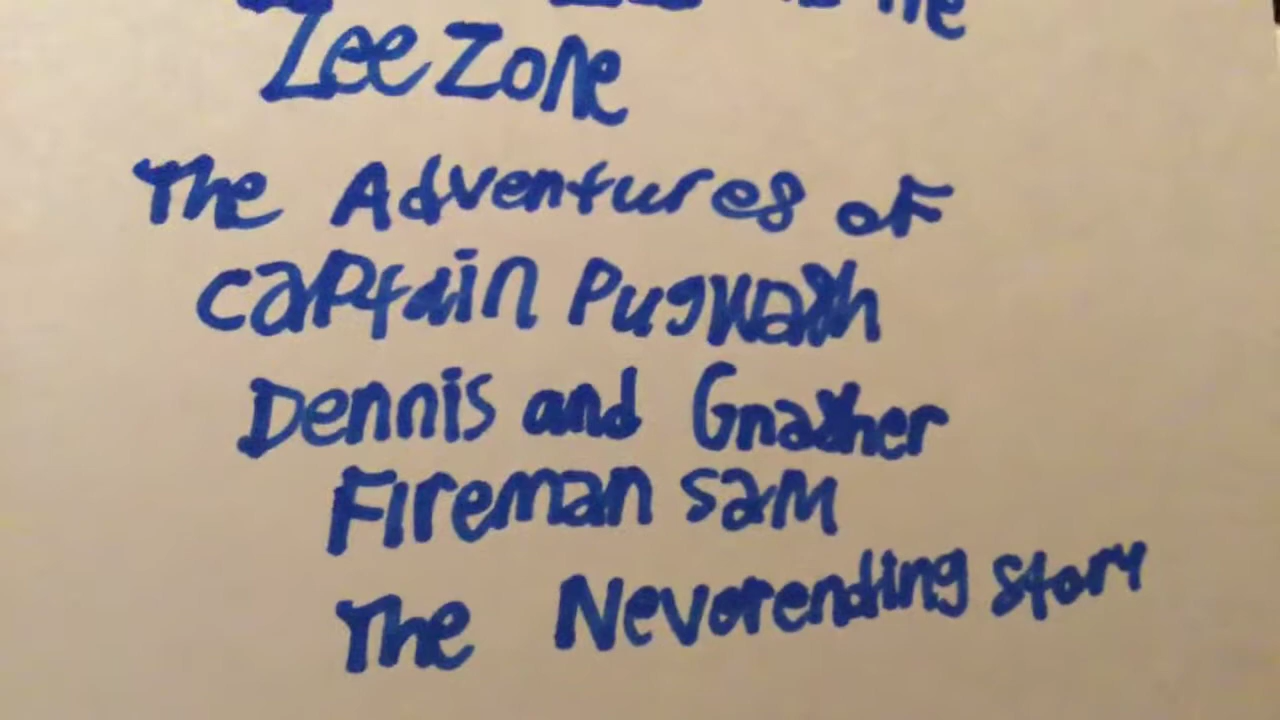 Zee Zone
The Adventures of
Captain Pugwash
Dennis and Gnasher
Fireman Sam
The Neverending Story